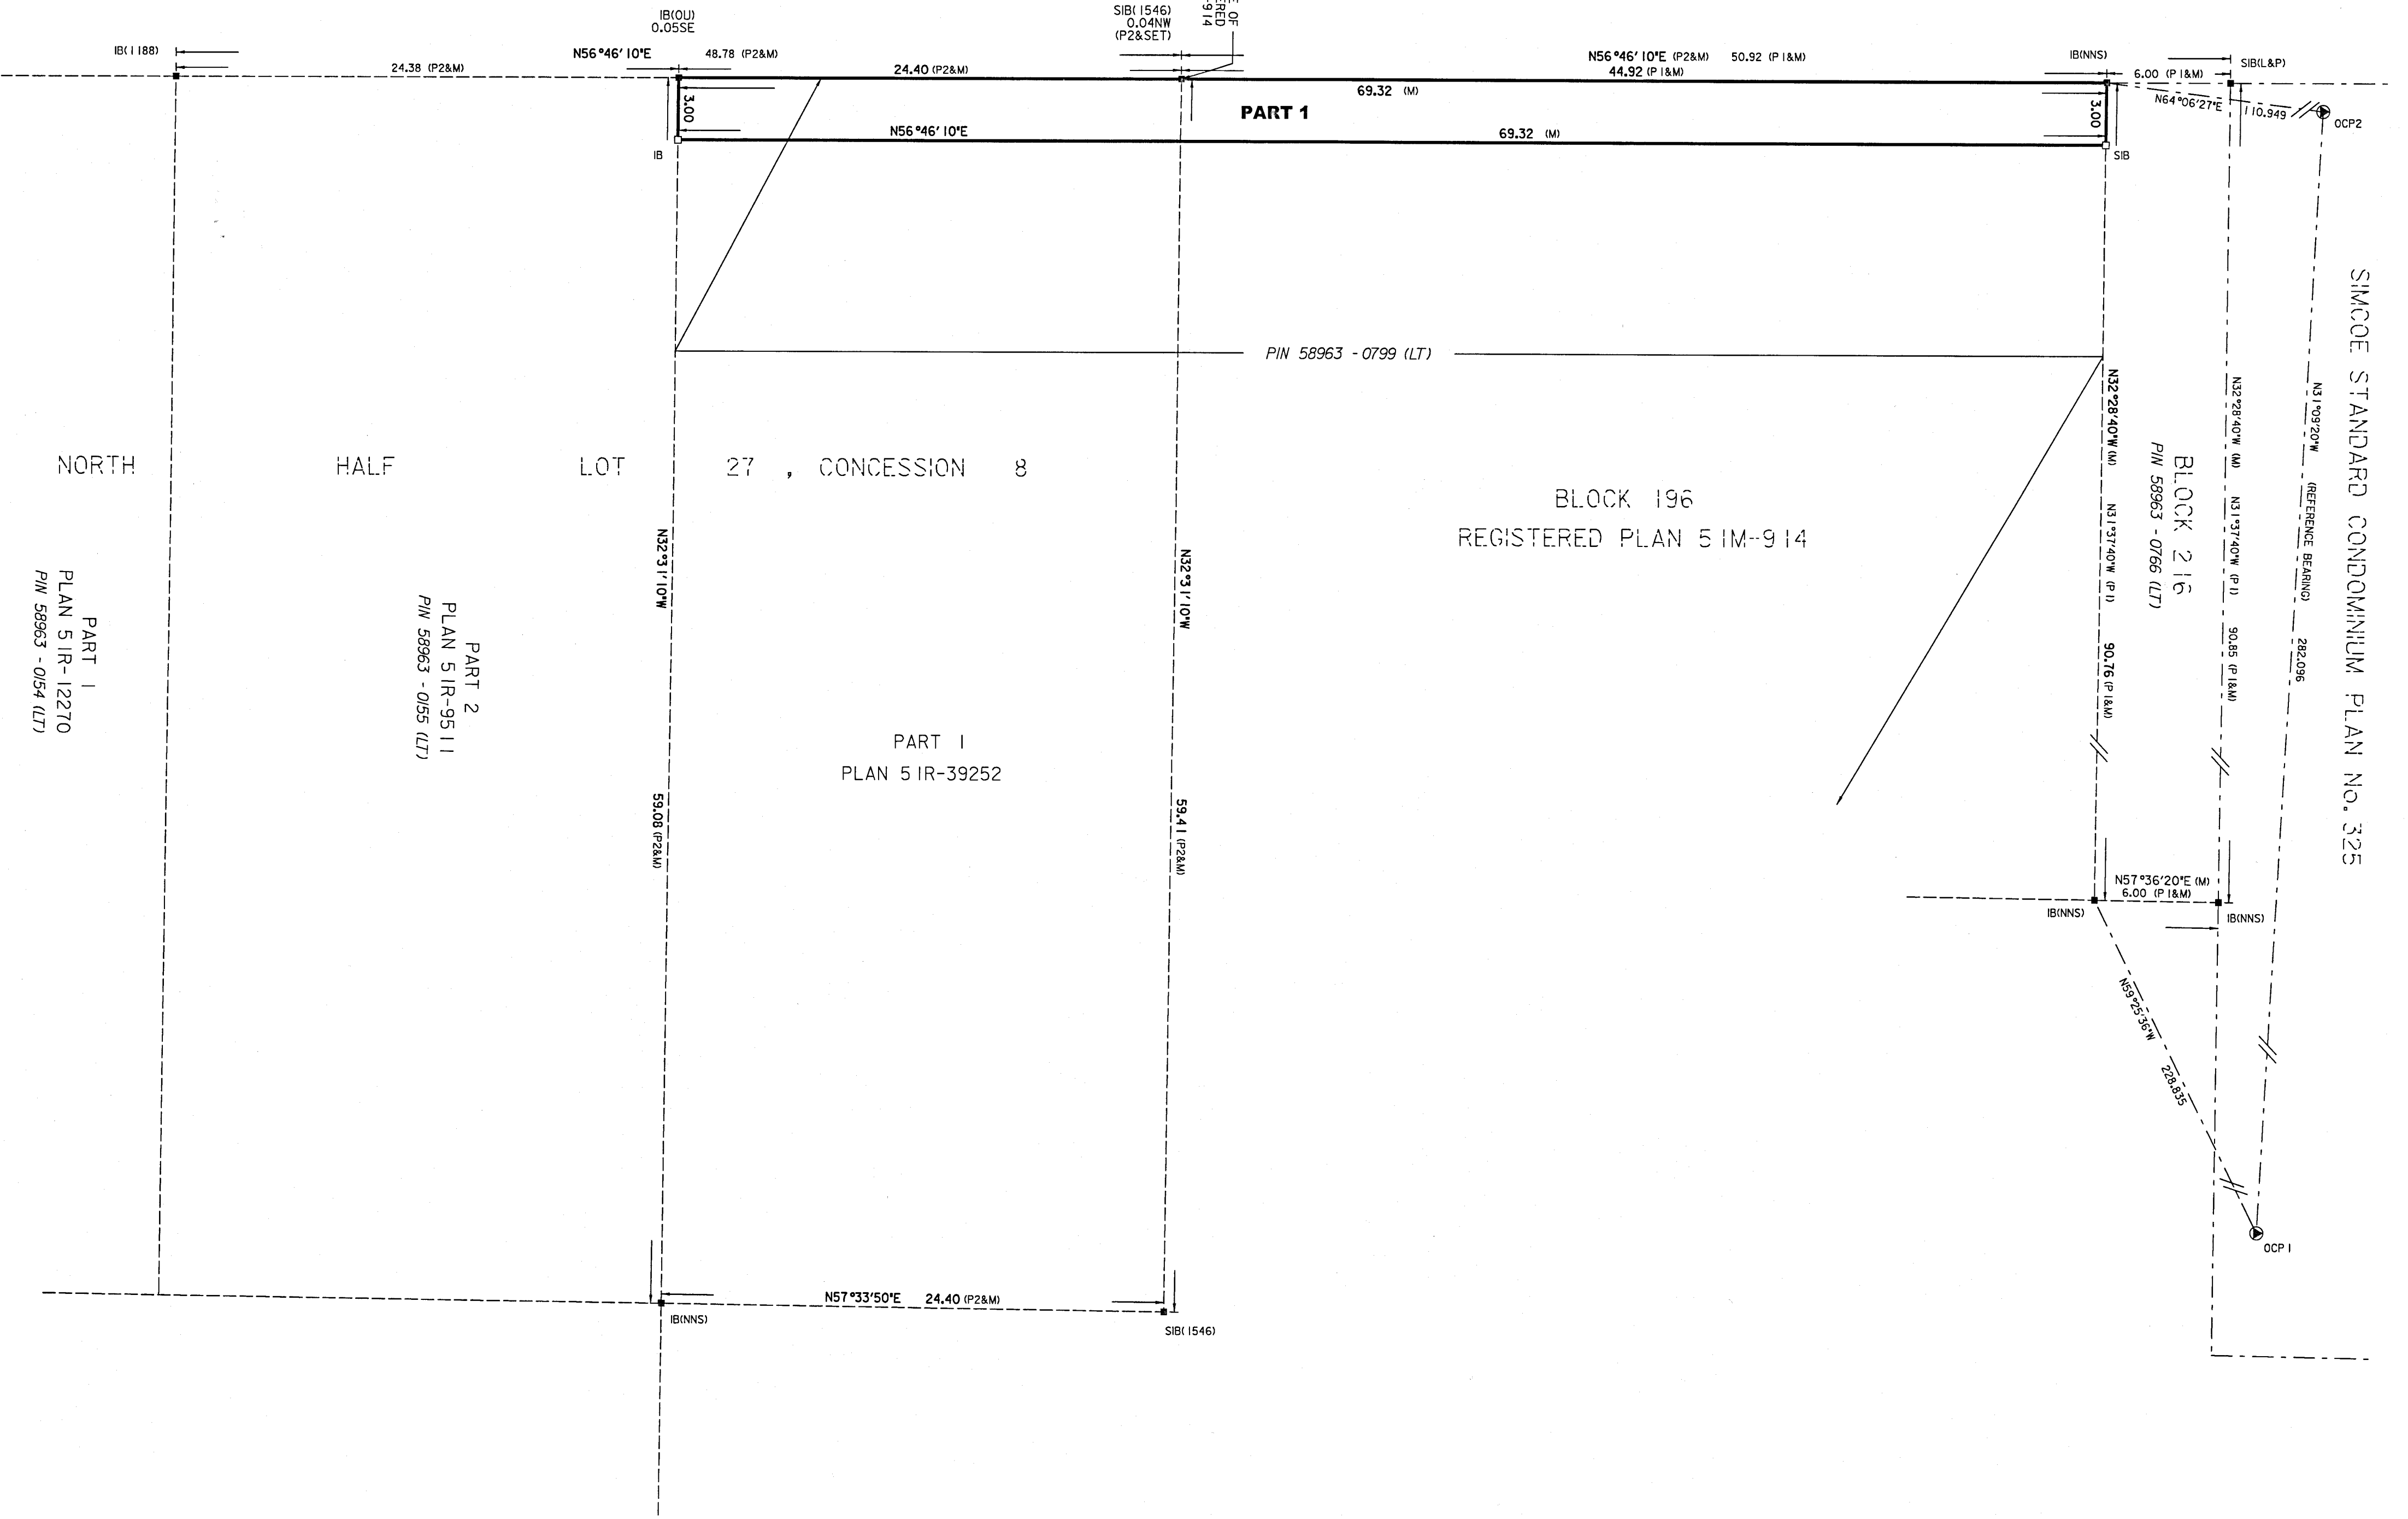 IB(OU)
0.05SE
SIB(1546)
0.04NW
(P2&SET)
E OF
ERED
-914
IB(1188)
24.38 (P2&M)
N56°46'10"E
48.78 (P2&M)
24.40 (P2&M)
N56°46'10"E (P2&M) 50.92 (P1&M)
44.92 (P1&M)
IB(NNS)
6.00 (P1&M)
SIB(L&P)
3.00
69.32 (M)
PART 1
3.00
N64°06'27"E
110.949
OCP2
N56°46'10"E
69.32 (M)
IB
SIB
PIN 58963 - 0799 (LT)
NORTH HALF LOT 27 , CONCESSION 8
BLOCK 196
REGISTERED PLAN 51M-914
N32°28'40"W (M) N31°37'40"W (P1) 90.76 (P1&M)
BLOCK 216
PIN 58963 - 0766 (LT)
N32°28'40"W (M) N31°37'40"W (P1) 90.85 (P1&M)
N31°09'20"W (REFERENCE BEARING) 282.096
SIMCOE STANDARD CONDOMINIUM PLAN No. 325
PART 1
PLAN 51R-12270
PIN 58963 - 0154 (LT)
PART 2
PLAN 51R-9511
PIN 58963 - 0155 (LT)
N32°31'10"W
59.08 (P2&M)
PART 1
PLAN 51R-39252
N32°31'10"W
59.41 (P2&M)
N57°36'20"E (M)
6.00 (P1&M)
IB(NNS)
IB(NNS)
N59°25'36"W
228.835
OCP1
N57°33'50"E 24.40 (P2&M)
IB(NNS)
SIB(1546)